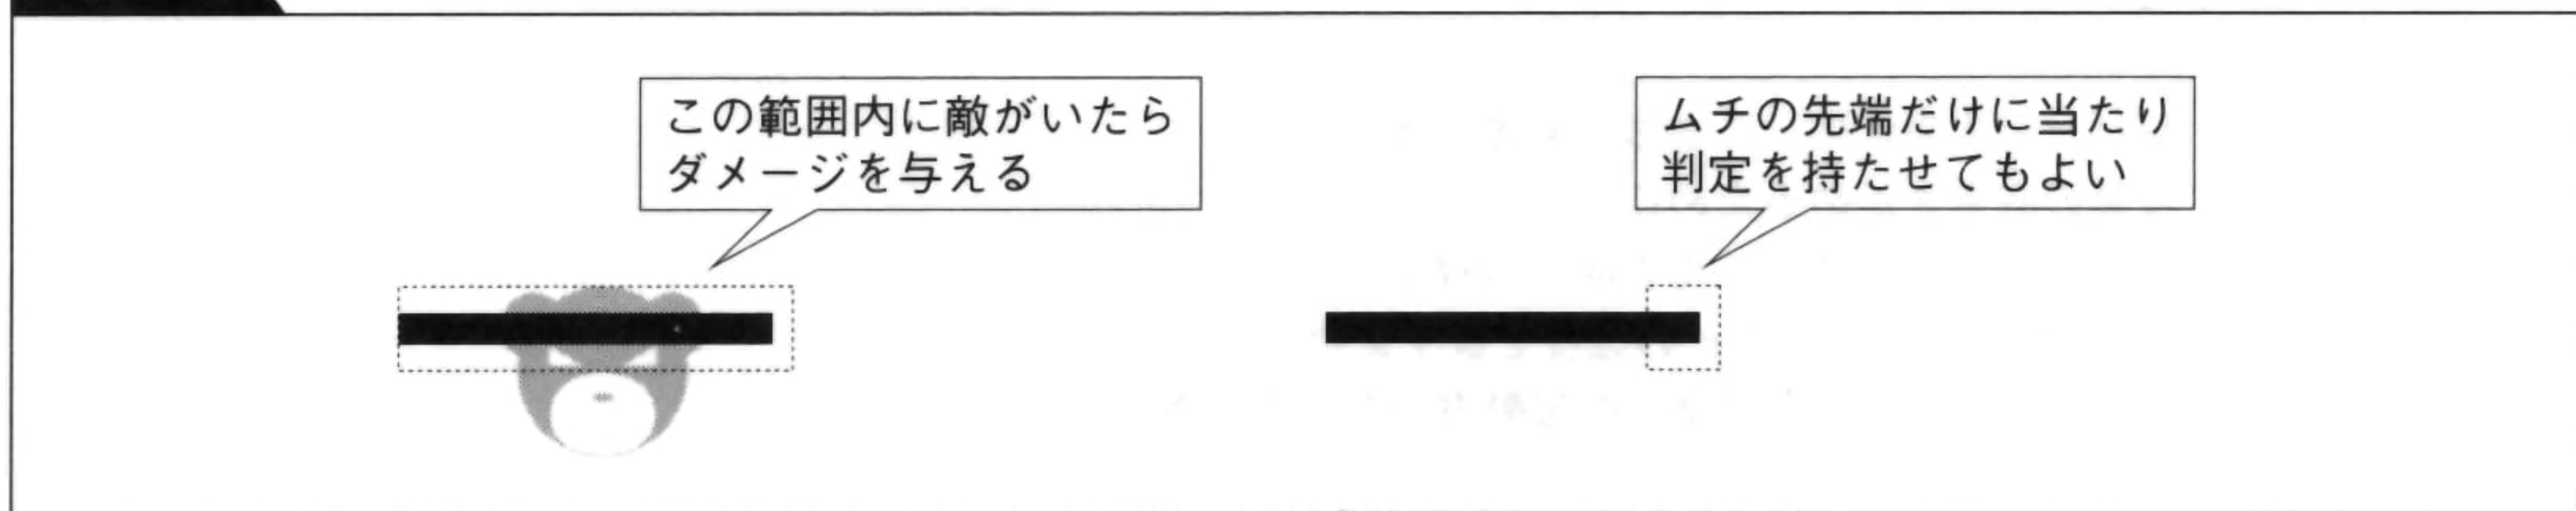 この範囲内に敵がいたら
ダメージを与える
ムチの先端だけに当たり
判定を持たせてもよい